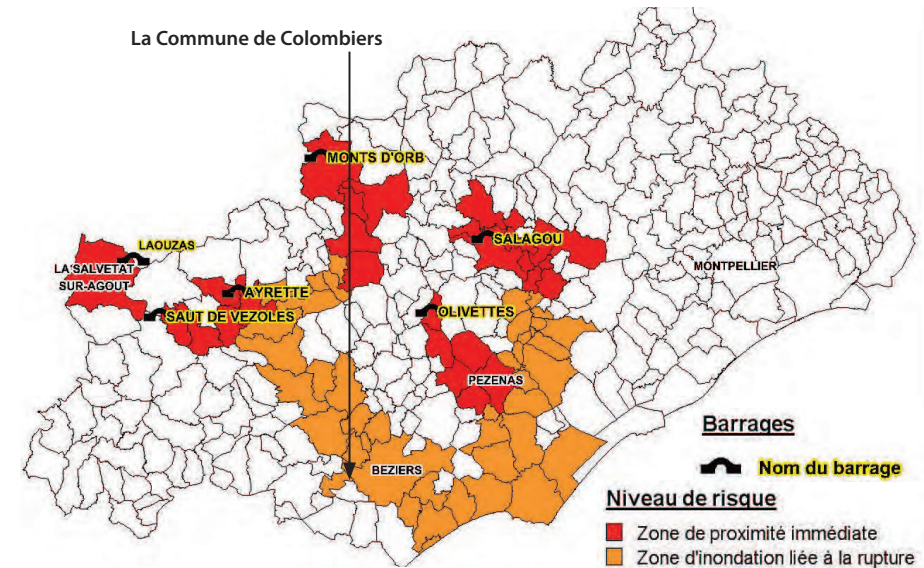 La Commune de Colombiers
MONTS D'ORB
SALAGOU
LAOUZAS
LA SALVETAT
SUR-AGOUT
MONTPELLIER
AYRETTE
SAUT DE VEZOLES
OLIVETTES
PEZENAS
BEZIERS
Barrages
Nom du barrage
Niveau de risque
Zone de proximité immédiate
Zone d'inondation liée à la rupture